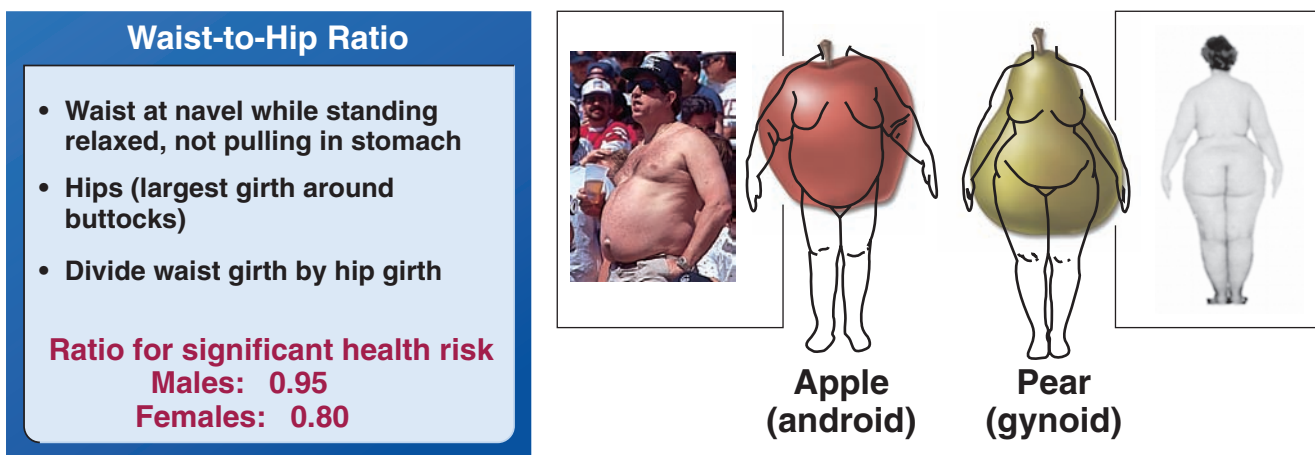 Waist-to-Hip Ratio
• Waist at navel while standing
relaxed, not pulling in stomach
• Hips (largest girth around
buttocks)
• Divide waist girth by hip girth
Ratio for significant health risk
Males: 0.95
Females: 0.80
Apple
(android)
Pear
(gynoid)